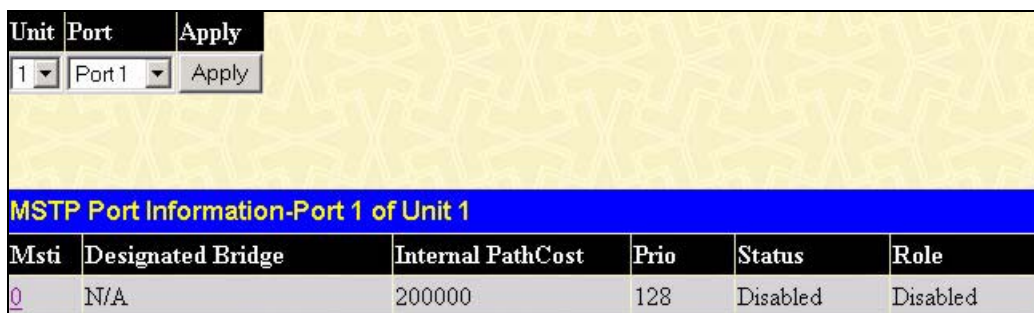 Unit Port Apply
1 Port 1 Apply
MSTP Port Information-Port 1 of Unit 1
Msti Designated Bridge Internal PathCost Prio Status Role
0 N/A 200000 128 Disabled Disabled